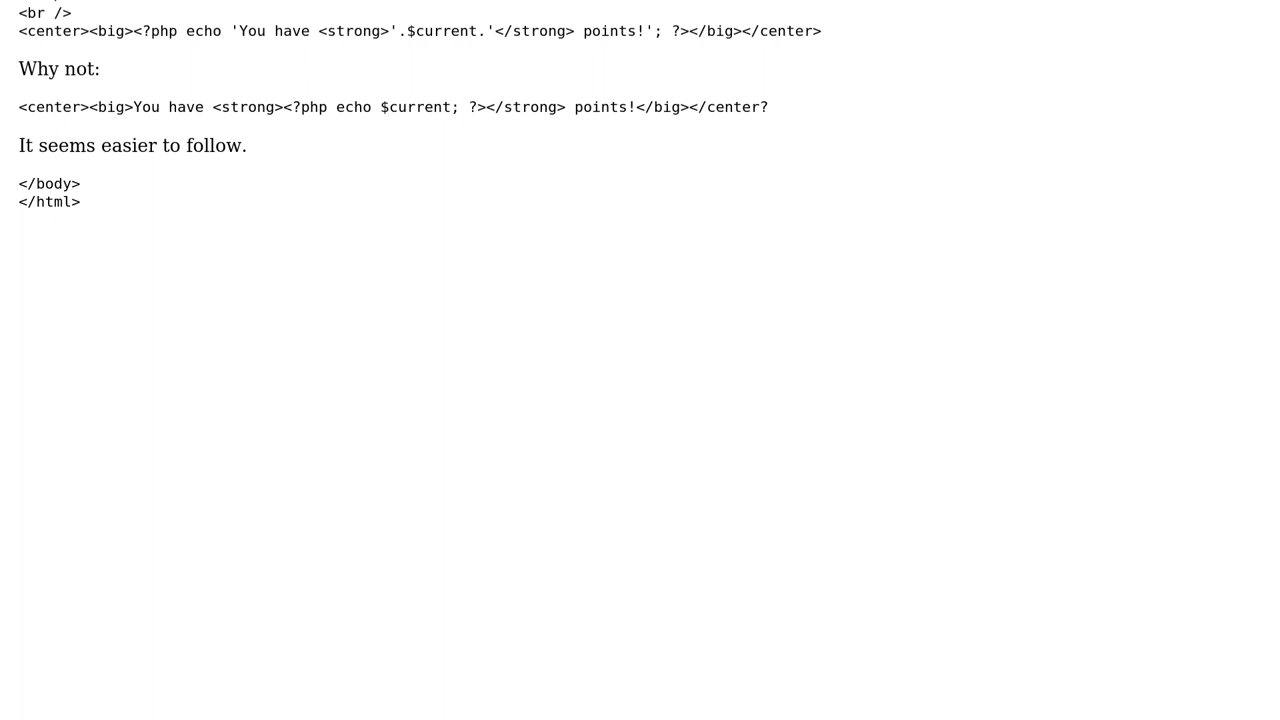 <br />
<center><big><?php echo 'You have <strong>'.$current.'</strong> points!'; ?></big></center>
Why not:
<center><big>You have <strong><?php echo $current; ?></strong> points!</big></center?
It seems easier to follow.
</body>
</html>